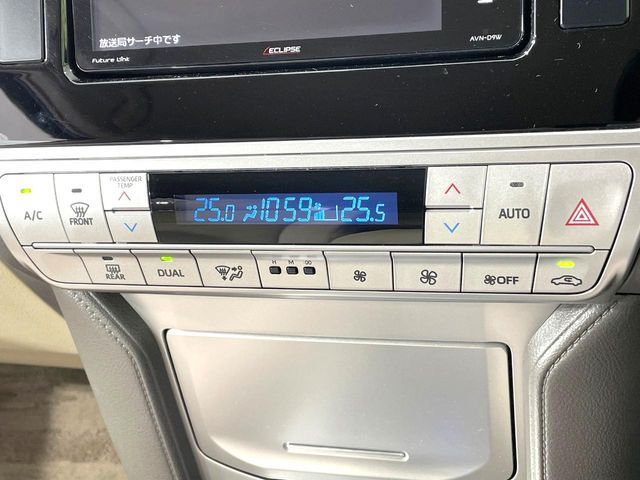 放送局サーチ中です
Future Link
ECLIPSE
AVN-D9W
A/C
FRONT
PASSENGER
TEMP
25.0
10:59
25.5
AUTO
REAR
DUAL
H M 00
OFF